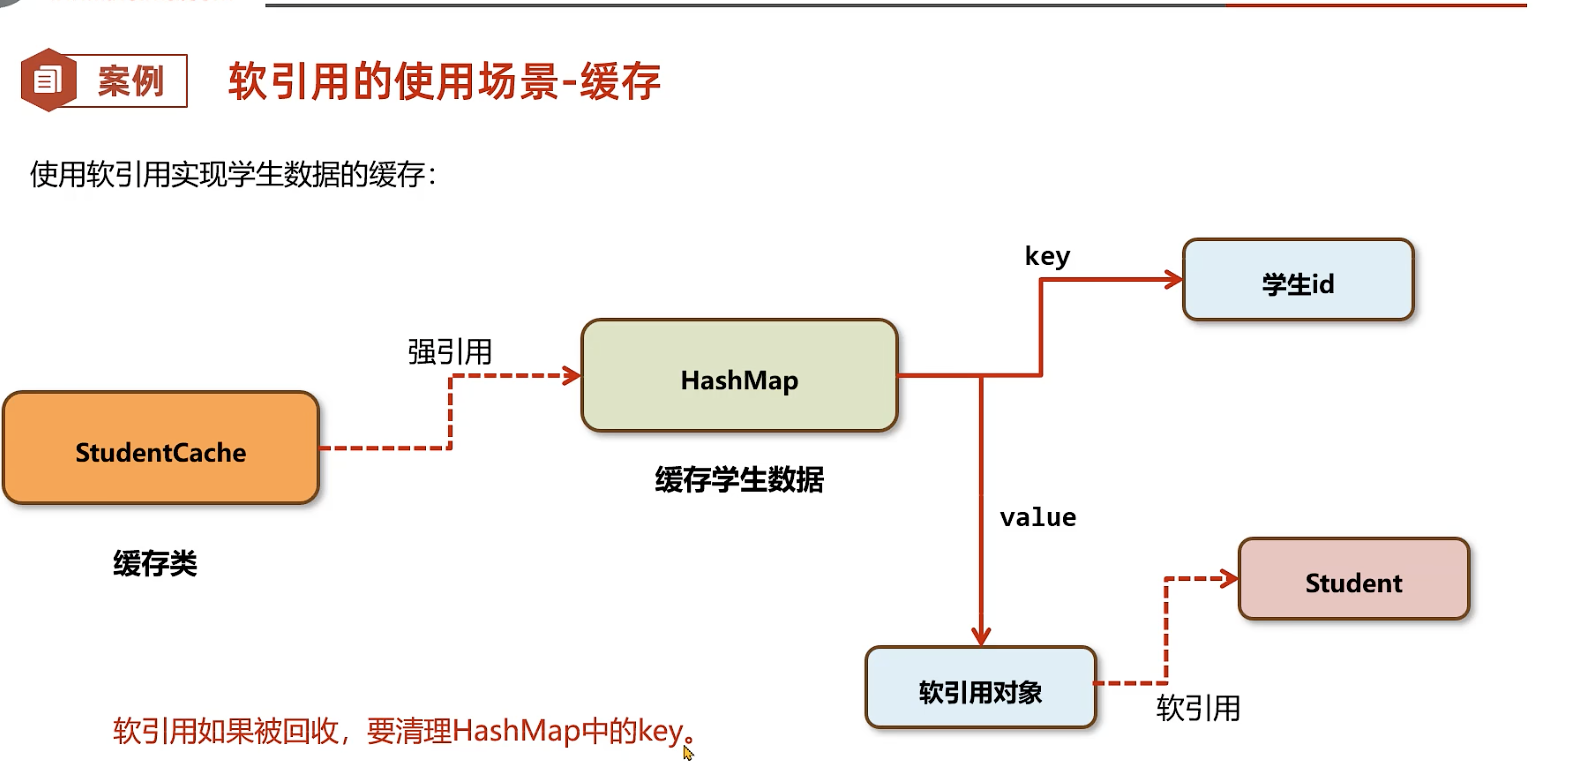 案例
软引用的使用场景-缓存
使用软引用实现学生数据的缓存：
key
学生id
强引用
HashMap
StudentCache
缓存学生数据
value
缓存类
Student
软引用对象
软引用
软引用如果被回收，要清理HashMap中的key。